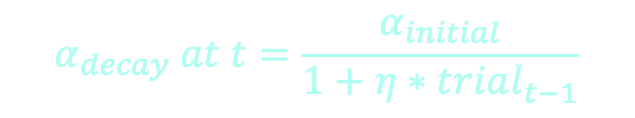 α_decay at t = α_initial / (1 + η * trial_{t−1})